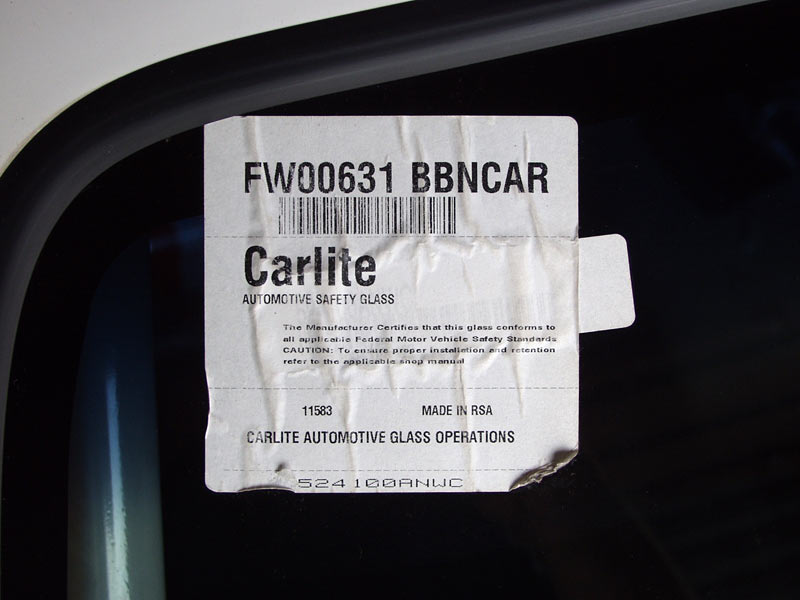 FW00631 BBNCAR
Carlite
AUTOMOTIVE SAFETY GLASS
The Manufacturer Certifies that this glass conforms to
all applicable Federal Motor Vehicle Safety Standards
CAUTION: To ensure proper installation and retention
refer to the applicable shop manual
11583 MADE IN RSA
CARLITE AUTOMOTIVE GLASS OPERATIONS
524100ANWC